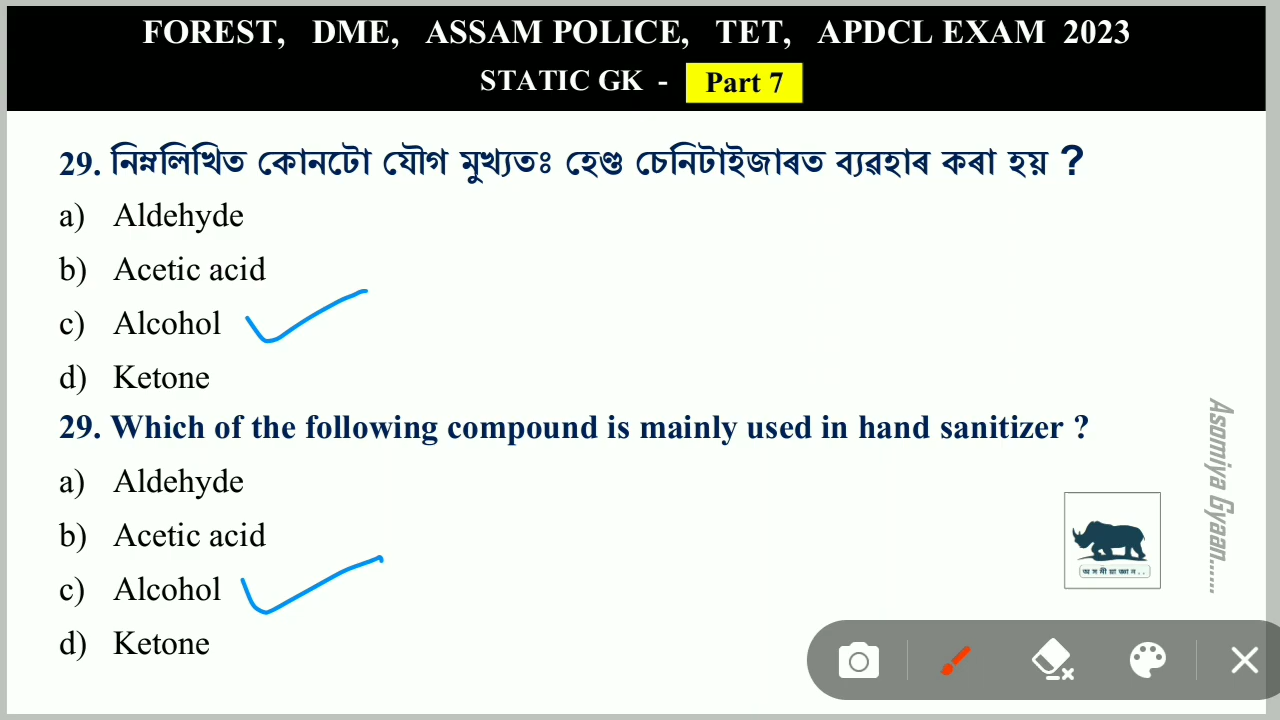 FOREST, DME, ASSAM POLICE, TET, APDCL EXAM 2023
STATIC GK - Part 7
29. নিম্নলিখিত কোনটো যৌগ মুখ্যতঃ হেণ্ড চেনিটাইজাৰত ব্যৱহাৰ কৰা হয় ?
a) Aldehyde
b) Acetic acid
c) Alcohol
d) Ketone
29. Which of the following compound is mainly used in hand sanitizer ?
a) Aldehyde
b) Acetic acid
c) Alcohol
d) Ketone
Asomiya Gyaan.....
অসমীয়া জ্ঞান..